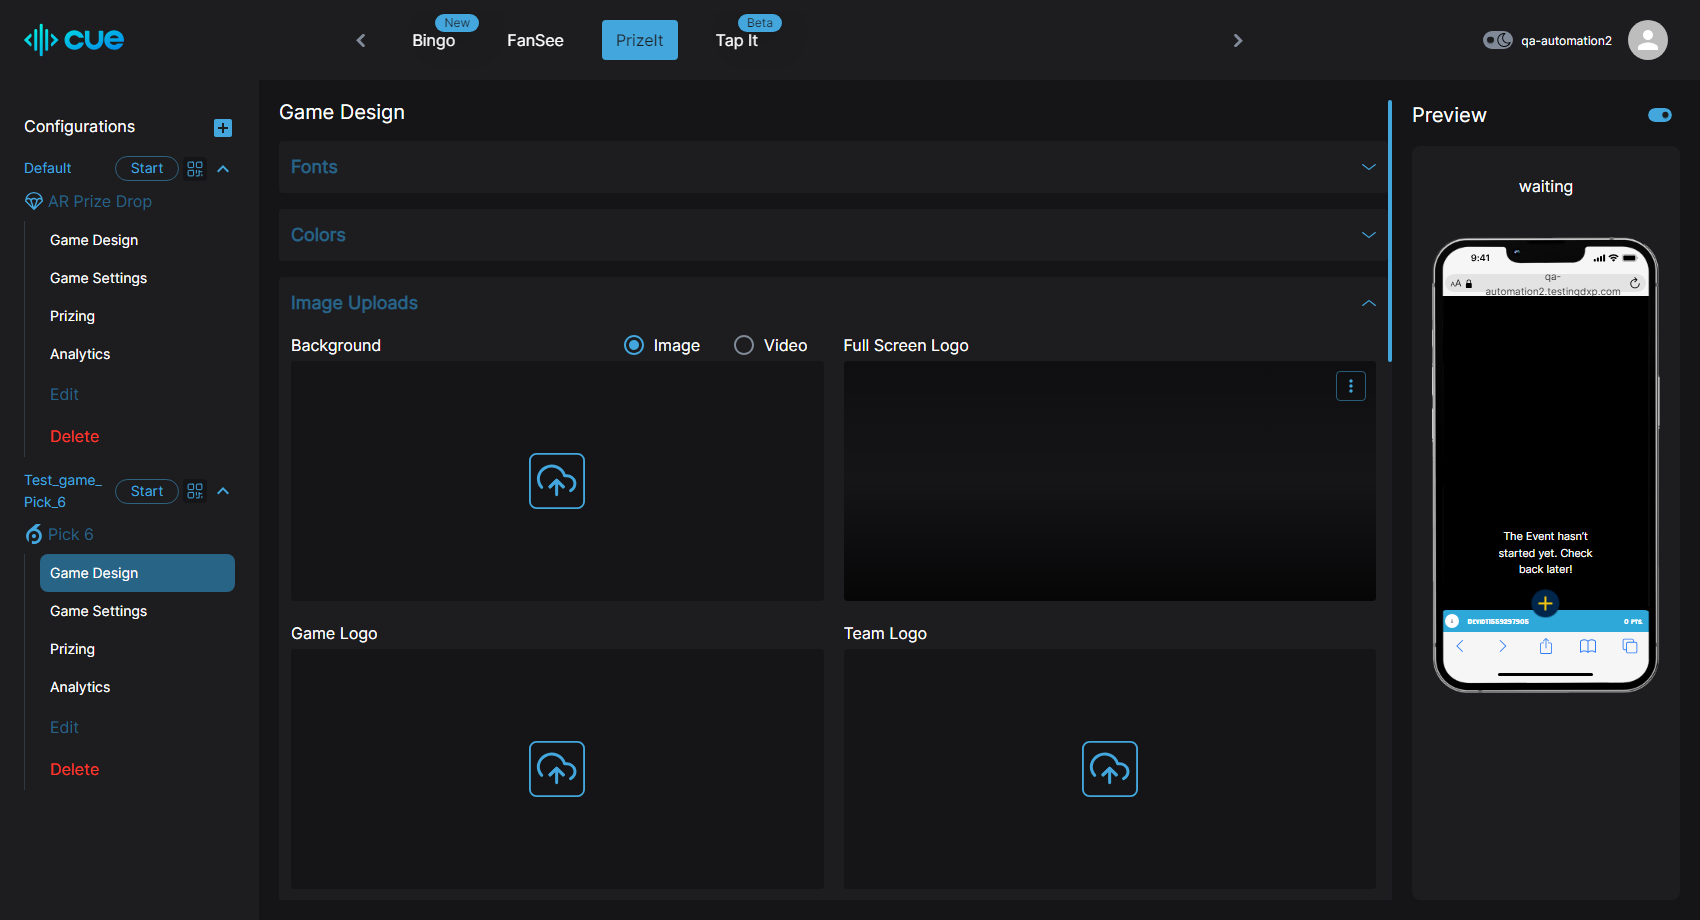 cue
New
Bingo
FanSee
PrizeIt
Beta
Tap It
qa-automation2
Configurations
Default
Start
AR Prize Drop
Game Design
Game Settings
Prizing
Analytics
Edit
Delete
Test_game_
Pick_6
Start
Pick 6
Game Design
Game Settings
Prizing
Analytics
Edit
Delete
Game Design
Fonts
Colors
Image Uploads
Background
Image
Video
Full Screen Logo
Game Logo
Team Logo
Preview
waiting
9:41
AA
qa-
automation2.testingdxp.com
The Event hasn't
started yet. Check
back later!
0 PTS.